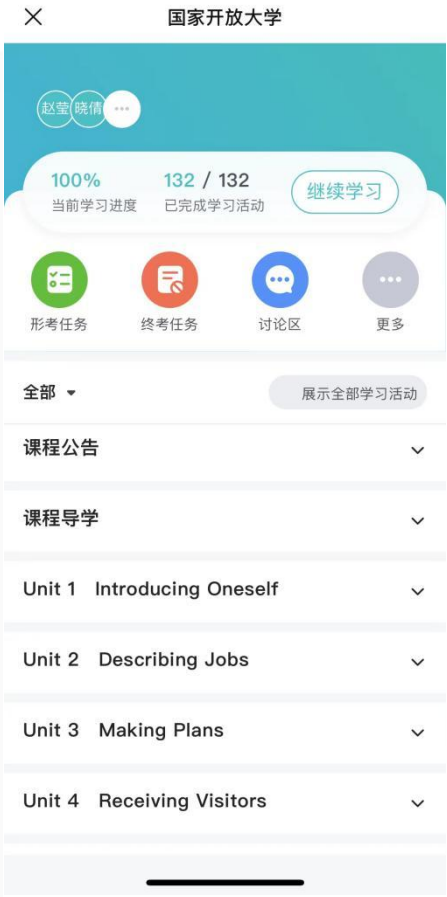 国家开放大学
赵莹 晓倩 ...
100% 132 / 132 继续学习
当前学习进度 已完成学习活动
形考任务 终考任务 讨论区 更多
全部 展示全部学习活动
课程公告
课程导学
Unit 1 Introducing Oneself
Unit 2 Describing Jobs
Unit 3 Making Plans
Unit 4 Receiving Visitors